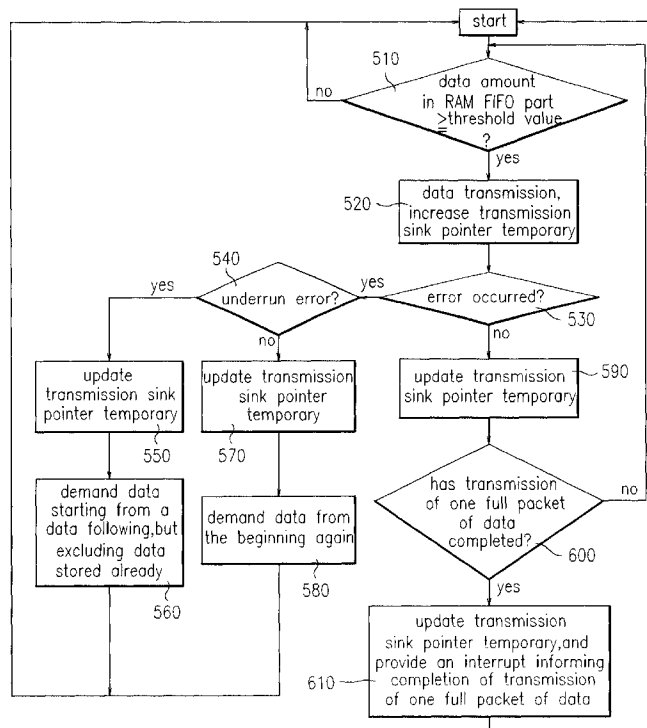 start
510
data amount
in RAM FiFO part
≥threshold value
?
no
yes
520
data transmission,
increase transmission
sink pointer temporary
540
yes
underrun error?
yes
error occurred?
530
no
no
update
transmission sink
pointer temporary
550
update transmission
sink pointer
temporary
570
update transmission
sink pointer temporary
590
demand data
starting from a
data following,but
excluding data
stored already
560
demand data from
the beginning again
580
has transmission
of one full packet
of data
completed?
600
no
yes
update transmission
sink pointer temporary,and
provide an interrupt informing
completion of transmission
of one full packet of data
610